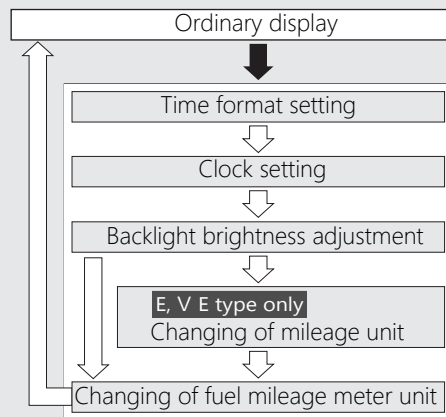 Ordinary display
Time format setting
Clock setting
Backlight brightness adjustment
E, V E type only
Changing of mileage unit
Changing of fuel mileage meter unit